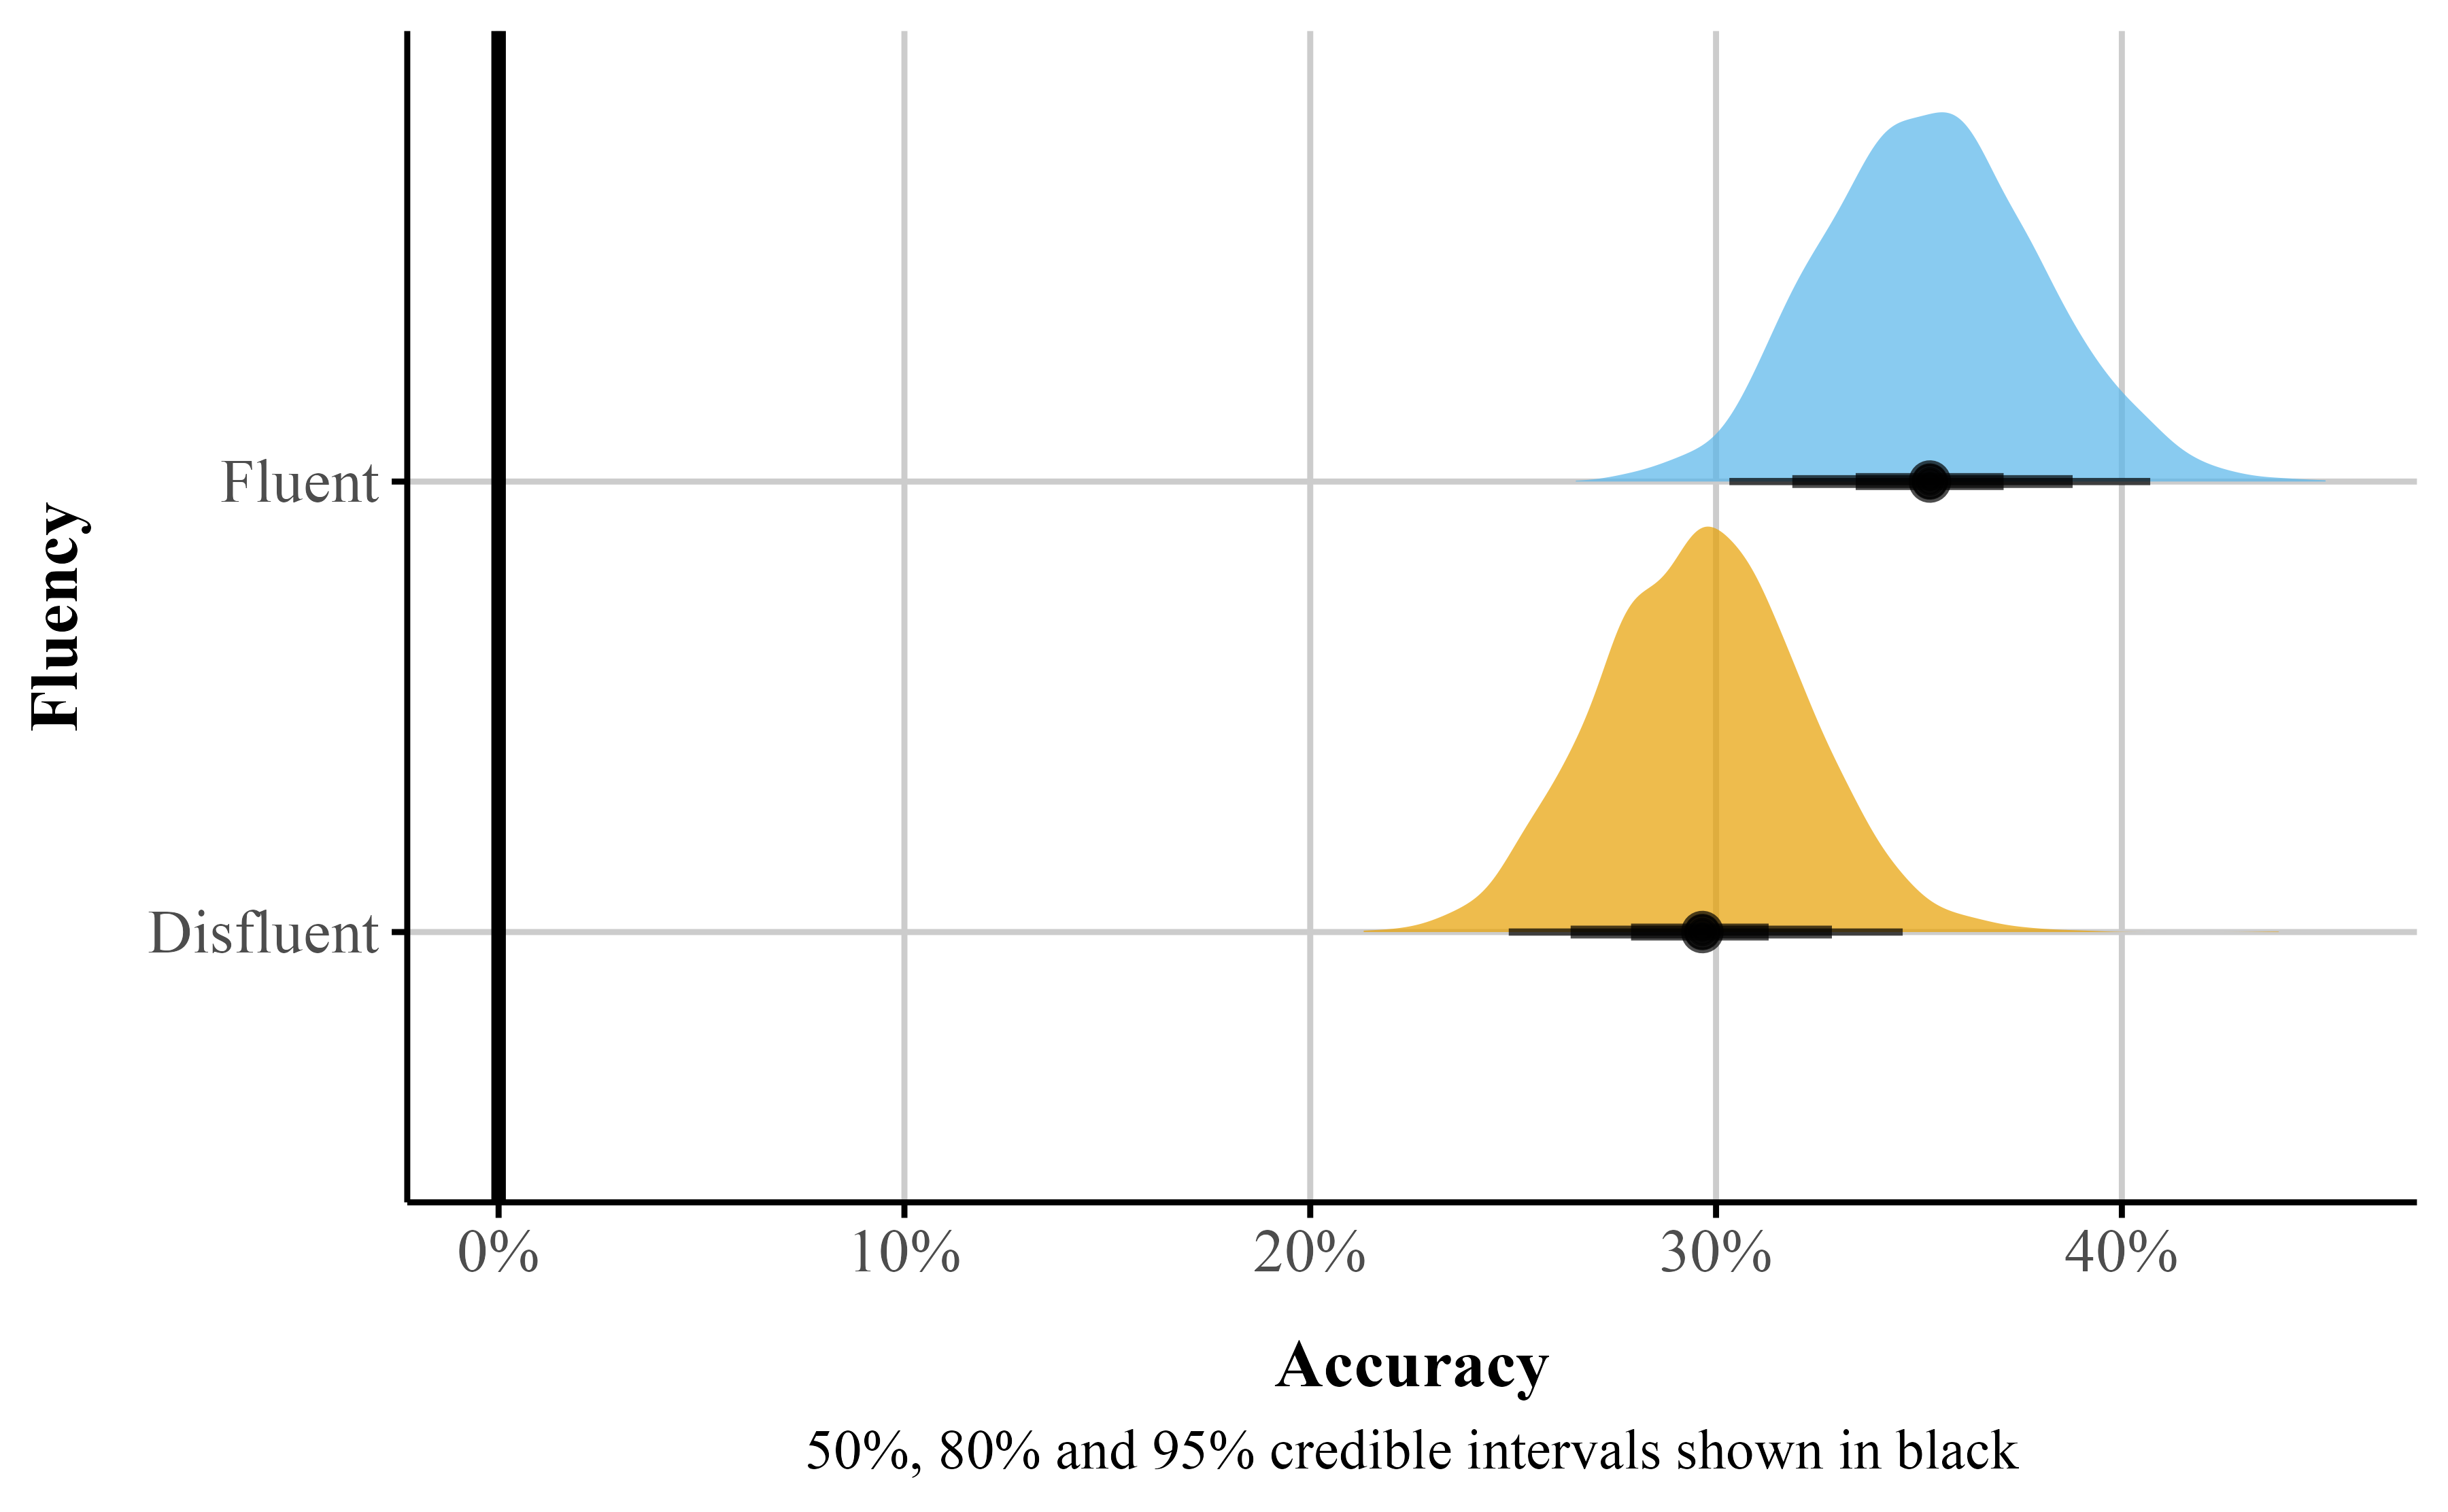 Fluency
Fluent
Disfluent
0% 10% 20% 30% 40%
Accuracy
50%, 80% and 95% credible intervals shown in black